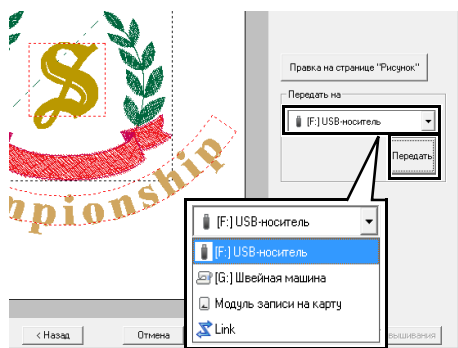 S
mpionship
Правка на странице "Рисунок"
Передать на
[F:] USB-носитель
Передать
[F:] USB-носитель
[F:] USB-носитель
[G:] Швейная машина
Модуль записи на карту
Link
< Назад
Отмена
вышивания